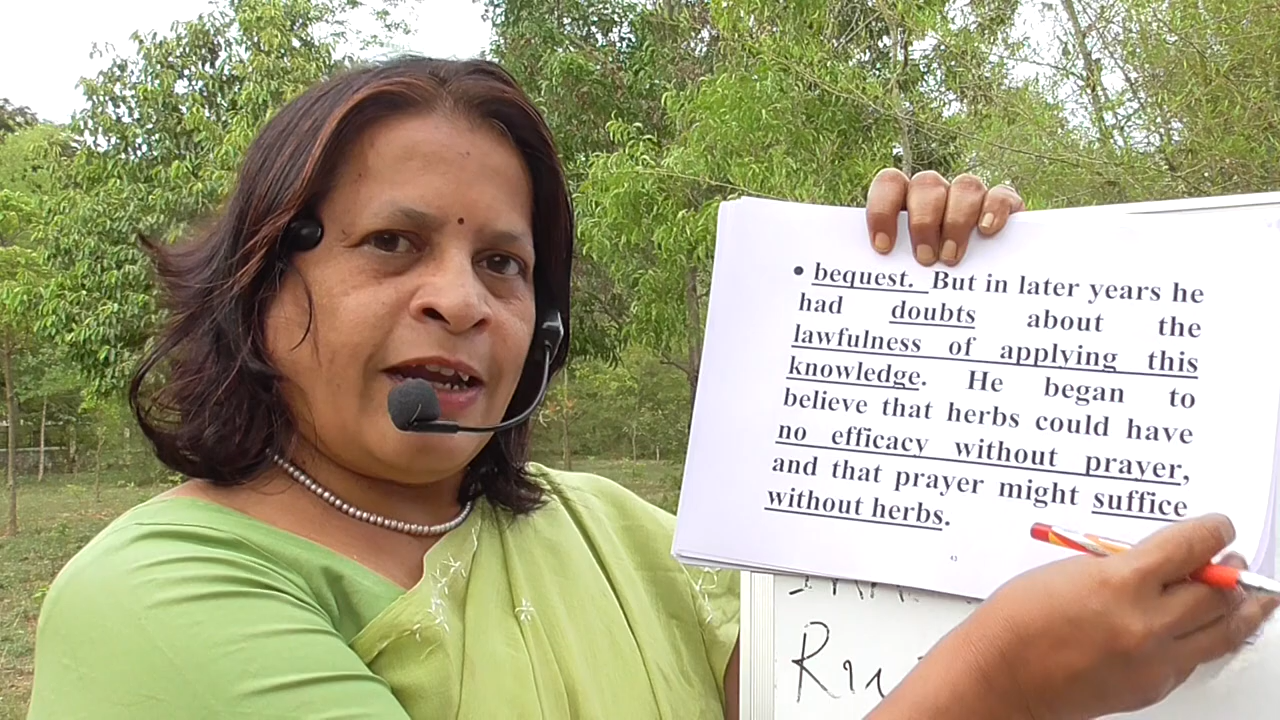 • bequest. But in later years he
had doubts about the
lawfulness of applying this
knowledge. He began to
believe that herbs could have
no efficacy without prayer,
and that prayer might suffice
without herbs.
43